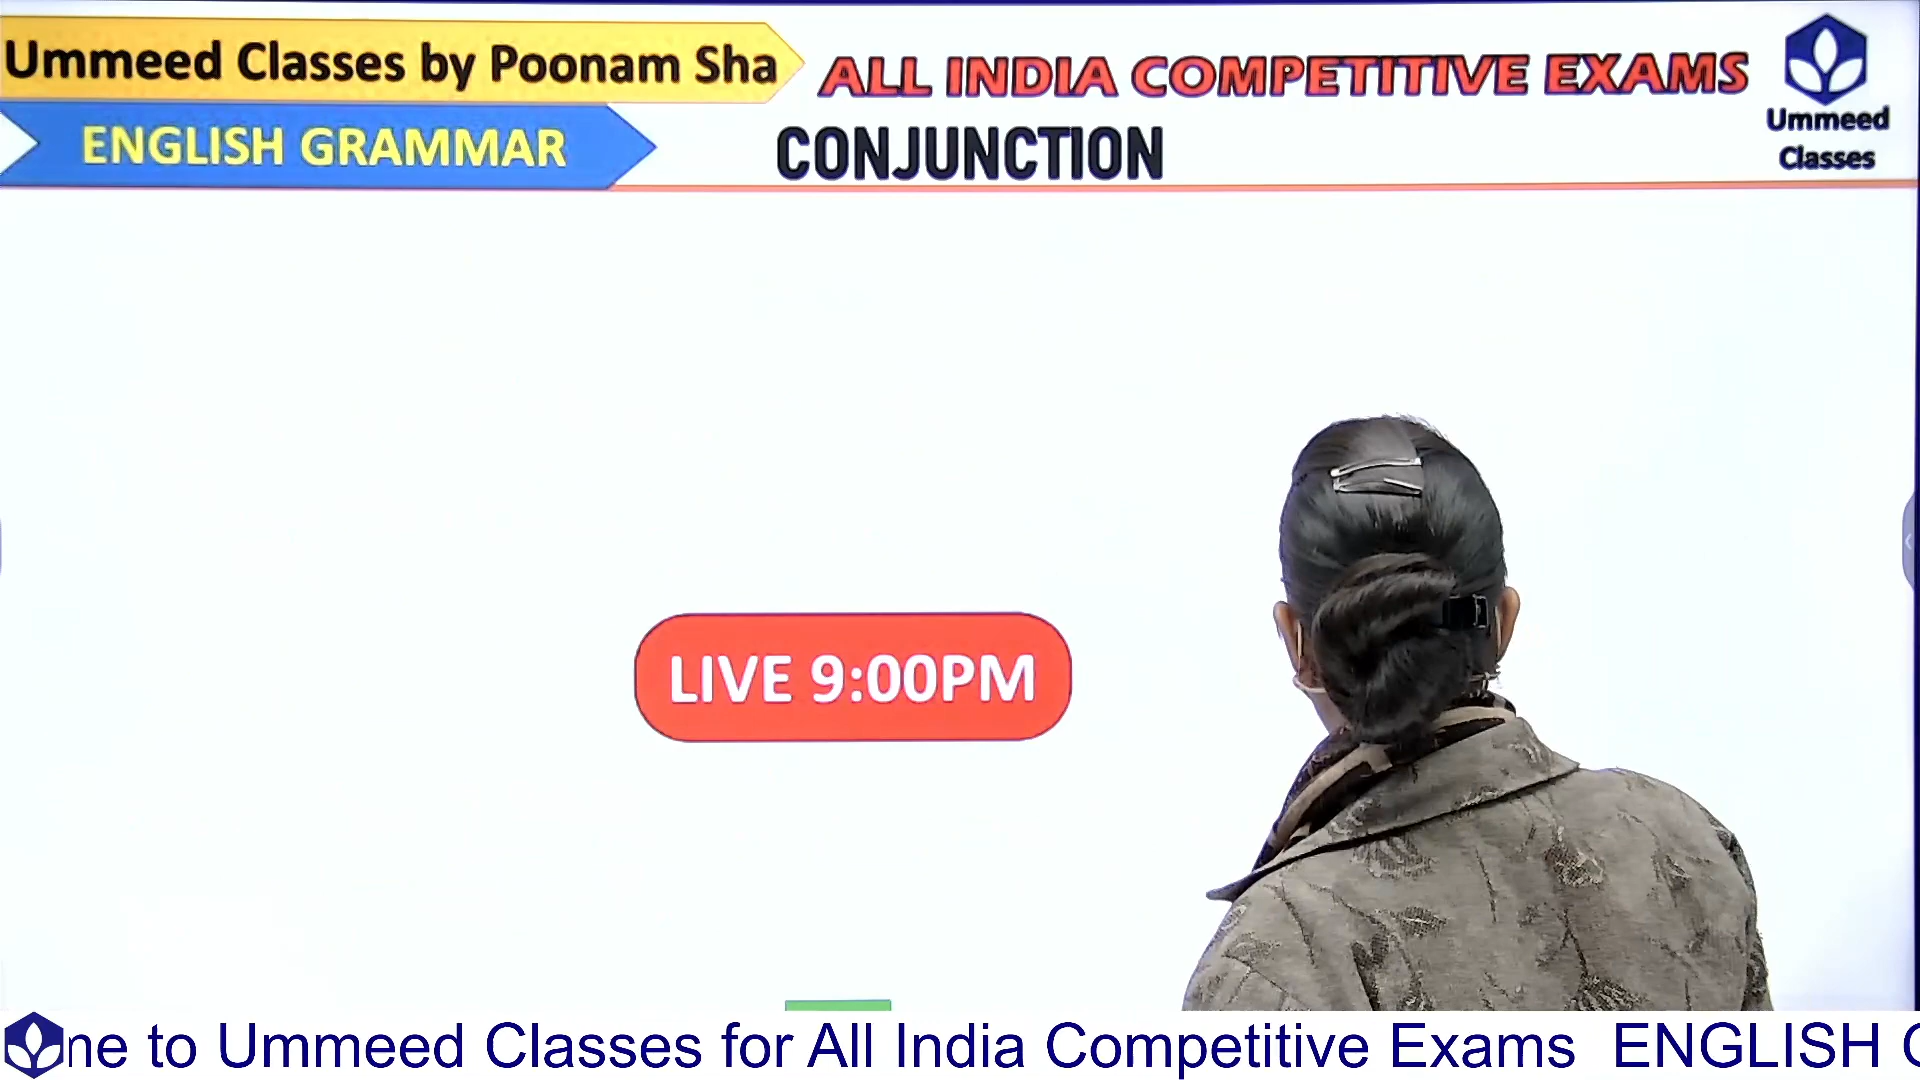 Ummeed Classes by Poonam Sha
ALL INDIA COMPETITIVE EXAMS
Ummeed
Classes
ENGLISH GRAMMAR
CONJUNCTION
LIVE 9:00PM
ne to Ummeed Classes for All India Competitive Exams ENGLISH